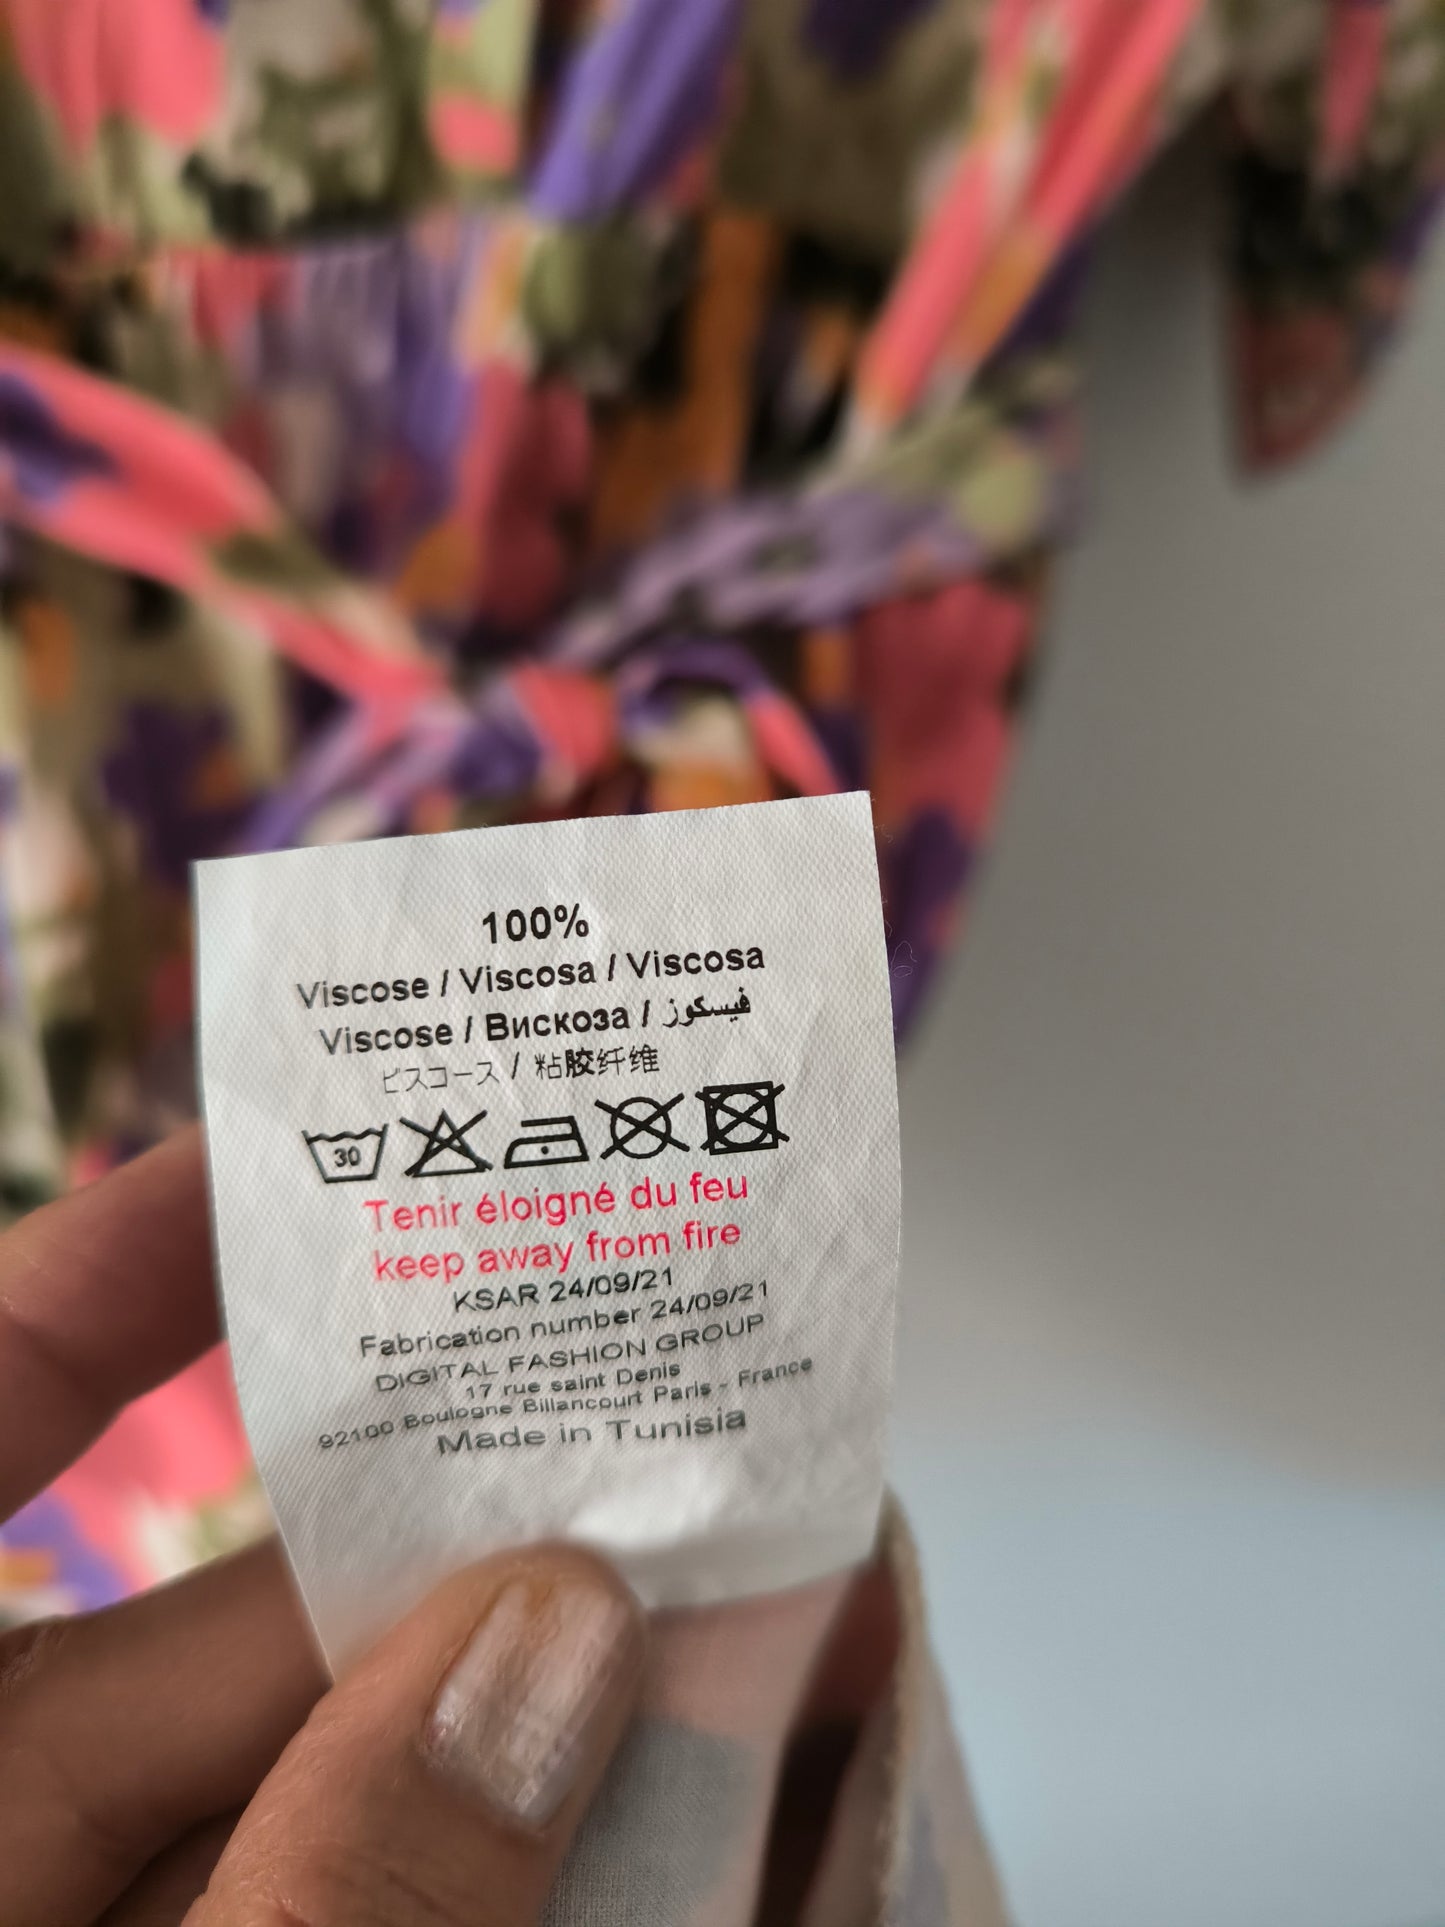 100%
Viscose / Viscosa / Viscosa
Viscose / Вискоза / فيسكوز
ビスコース / 粘胶纤维
30
Tenir éloigné du feu
keep away from fire
KSAR 24/09/21
Fabrication number 24/09/21
DIGITAL FASHION GROUP
17 rue saint Denis
92100 Boulogne Billancourt Paris - France
Made in Tunisia